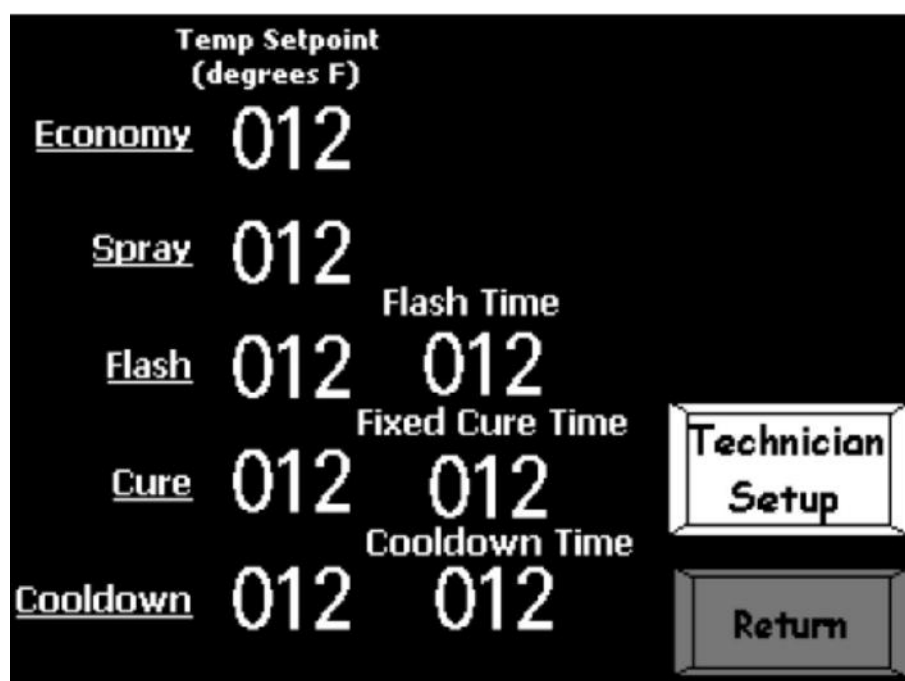 Temp Setpoint
(degrees F)
Economy 012
Spray 012
Flash Time
Flash 012 012
Fixed Cure Time
Cure 012 012
Cooldown Time
Cooldown 012 012
Technician
Setup
Return